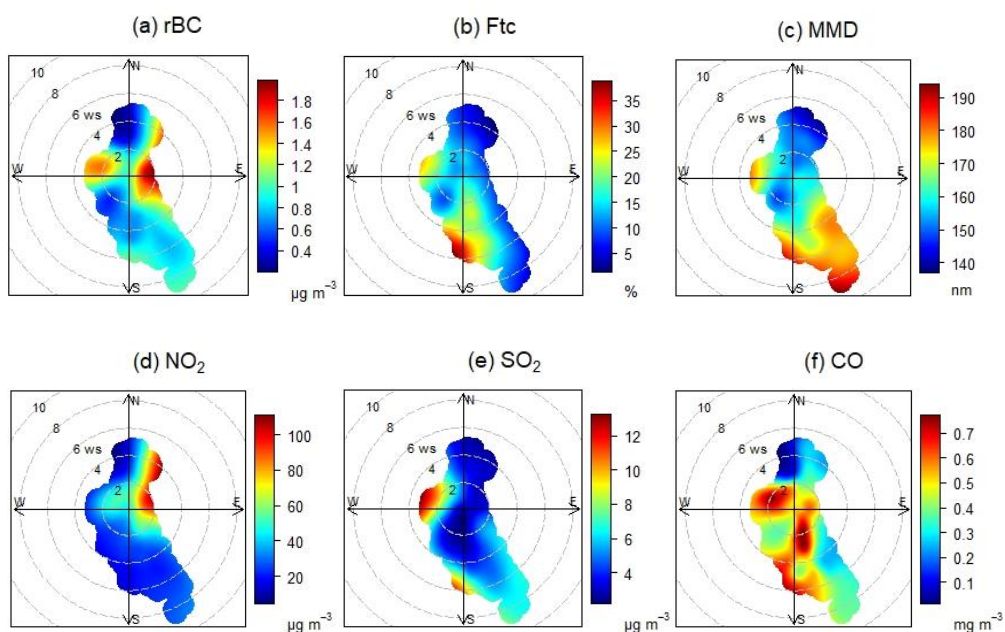 (a) rBC
10
8
6 ws
4
2
N
W
E
S
1.8
1.6
1.4
1.2
1
0.8
0.6
0.4
µg m⁻³
(b) Ftc
10
8
6 ws
4
2
N
W
E
S
35
30
25
20
15
10
5
%
(c) MMD
10
8
6 ws
4
2
N
W
E
S
190
180
170
160
150
140
nm
(d) NO₂
10
8
6 ws
4
2
N
W
E
S
100
80
60
40
20
µg m⁻³
(e) SO₂
10
8
6 ws
4
2
N
W
E
S
12
10
8
6
4
µg m⁻³
(f) CO
10
8
6 ws
4
2
N
W
E
S
0.7
0.6
0.5
0.4
0.3
0.2
0.1
mg m⁻³